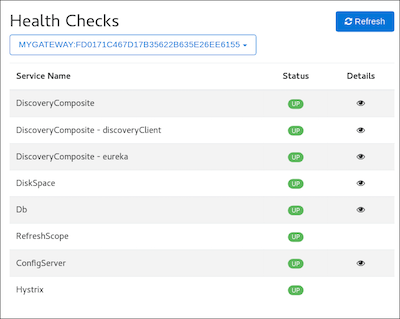 Health Checks
Refresh
MYGATEWAY:FD0171C467D17B35622B635E26EE6155
Service Name Status Details
DiscoveryComposite UP
DiscoveryComposite - discoveryClient UP
DiscoveryComposite - eureka UP
DiskSpace UP
Db UP
RefreshScope UP
ConfigServer UP
Hystrix UP